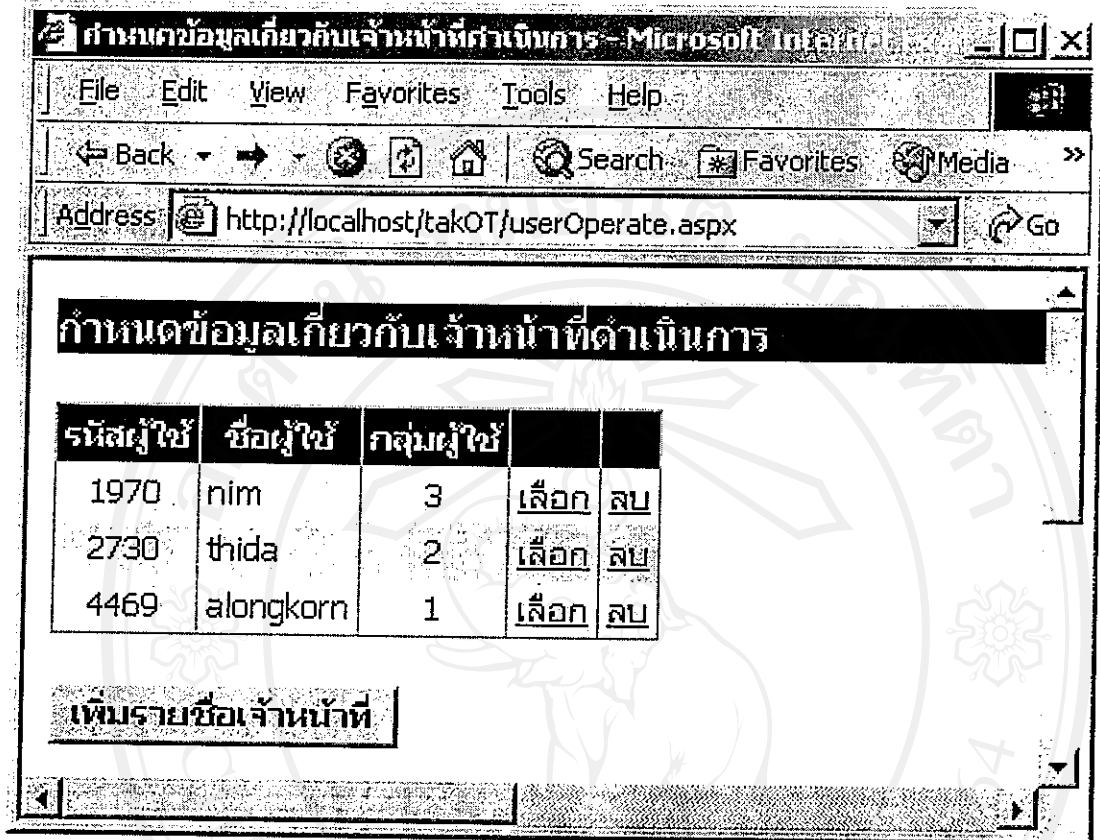 กำหนดข้อมูลเกี่ยวกับเจ้าหน้าที่ดำเนินการ - Microsoft Internet
File Edit View Favorites Tools Help
Back Search Favorites Media »
Address http://localhost/takOT/userOperate.aspx Go
กำหนดข้อมูลเกี่ยวกับเจ้าหน้าที่ดำเนินการ
รหัสผู้ใช้ ชื่อผู้ใช้ กลุ่มผู้ใช้
1970 nim 3 เลือก ลบ
2730 thida 2 เลือก ลบ
4469 alongkorn 1 เลือก ลบ
เพิ่มรายชื่อเจ้าหน้าที่